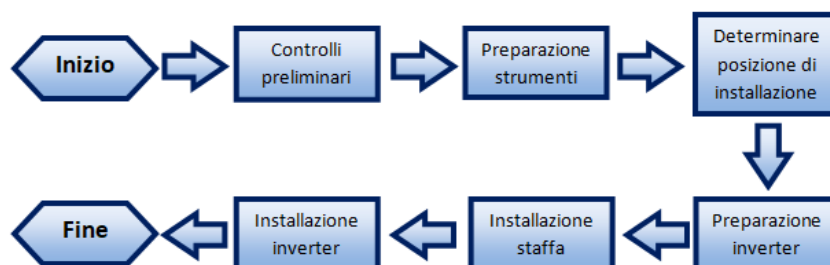 Inizio
Controlli
preliminari
Preparazione
strumenti
Determinare
posizione di
installazione
Preparazione
inverter
Installazione
staffa
Installazione
inverter
Fine